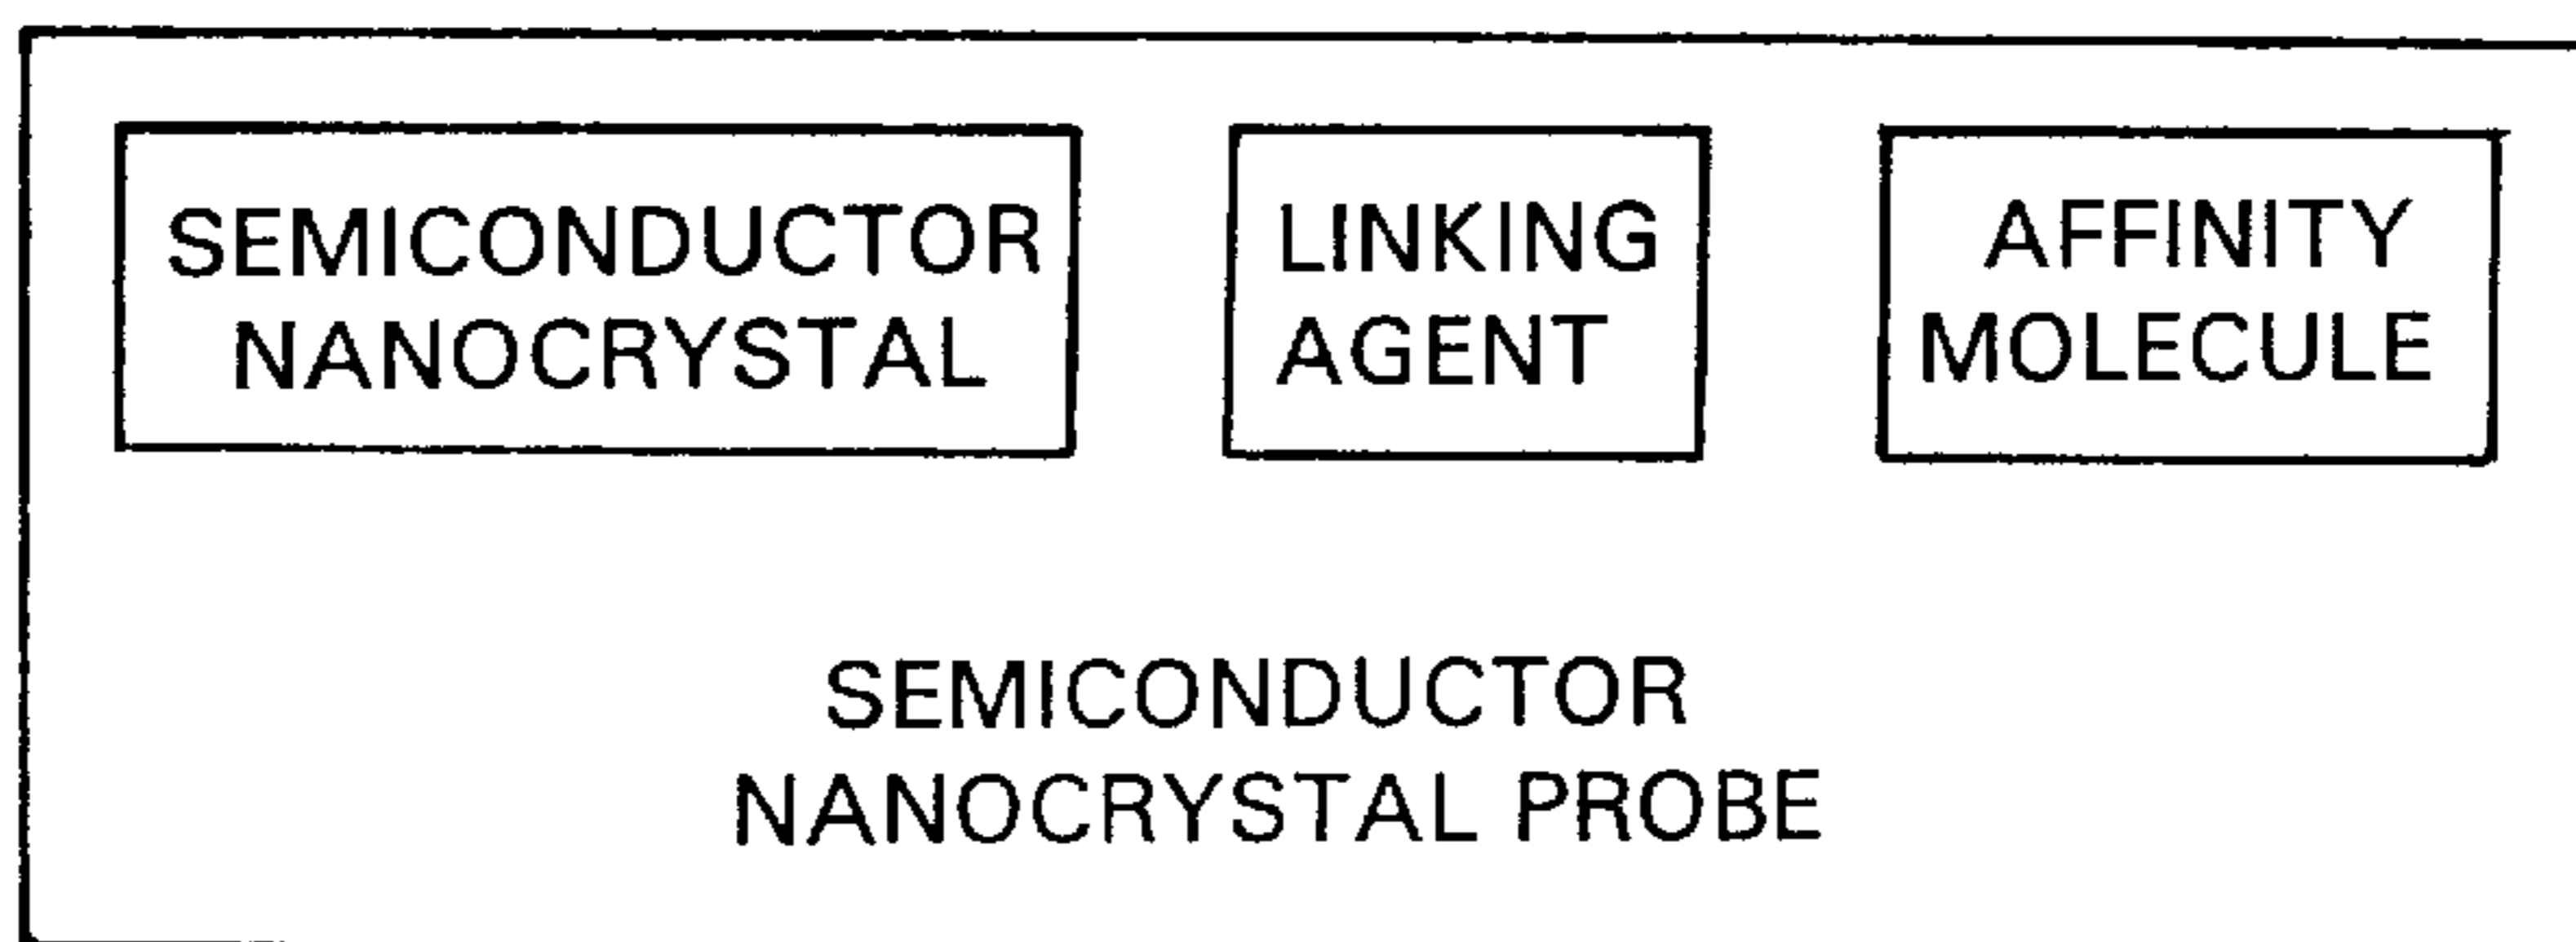 SEMICONDUCTOR
NANOCRYSTAL
LINKING
AGENT
AFFINITY
MOLECULE
SEMICONDUCTOR
NANOCRYSTAL PROBE